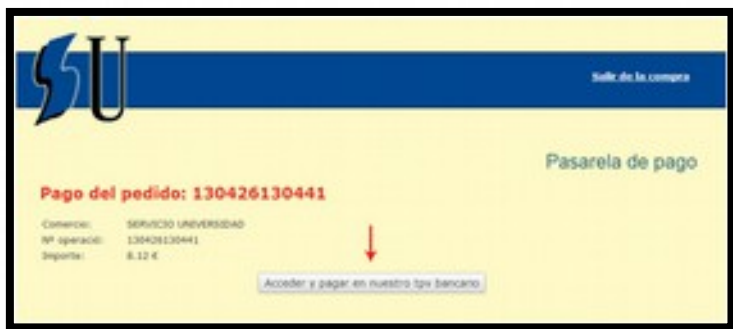 SU
Salir de la compra
Pasarela de pago
Pago del pedido: 130426130441
Comercio: SERVICIO UNIVERSIDAD
Nº operació: 130426130441
Importe: 8.12 €
Acceder y pagar en nuestro tpv bancario